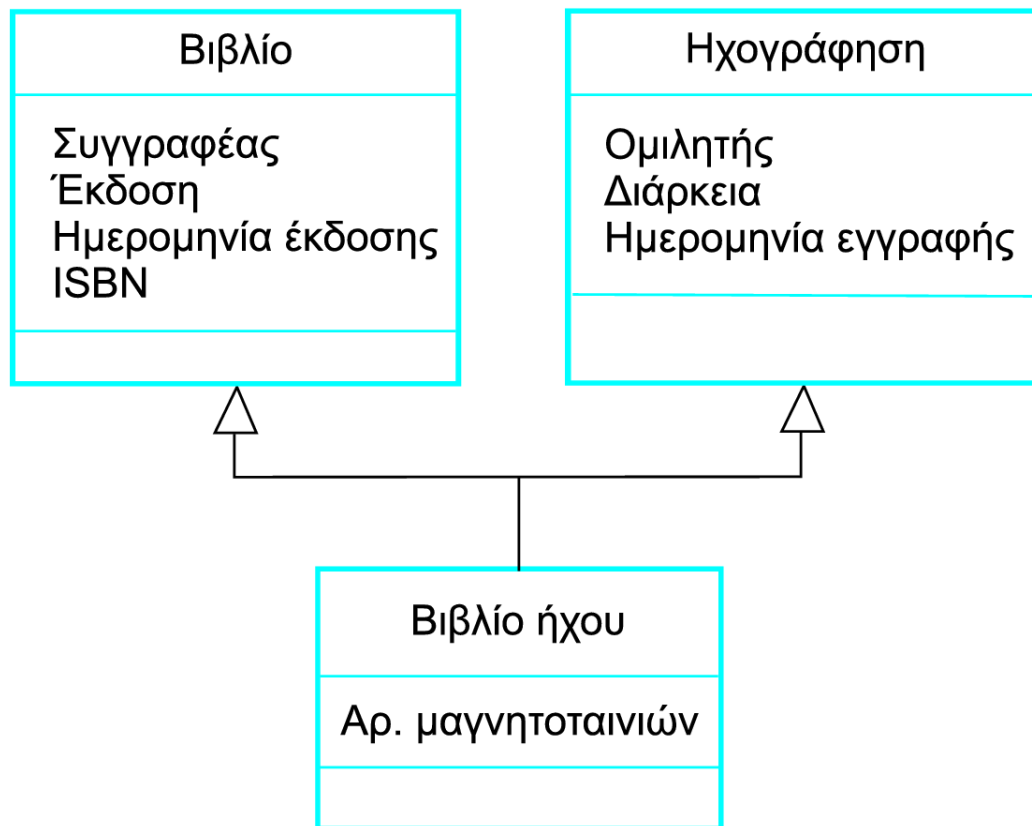 Βιβλίο
Συγγραφέας
Έκδοση
Ημερομηνία έκδοσης
ISBN
Ηχογράφηση
Ομιλητής
Διάρκεια
Ημερομηνία εγγραφής
Βιβλίο ήχου
Αρ. μαγνητοταινιών